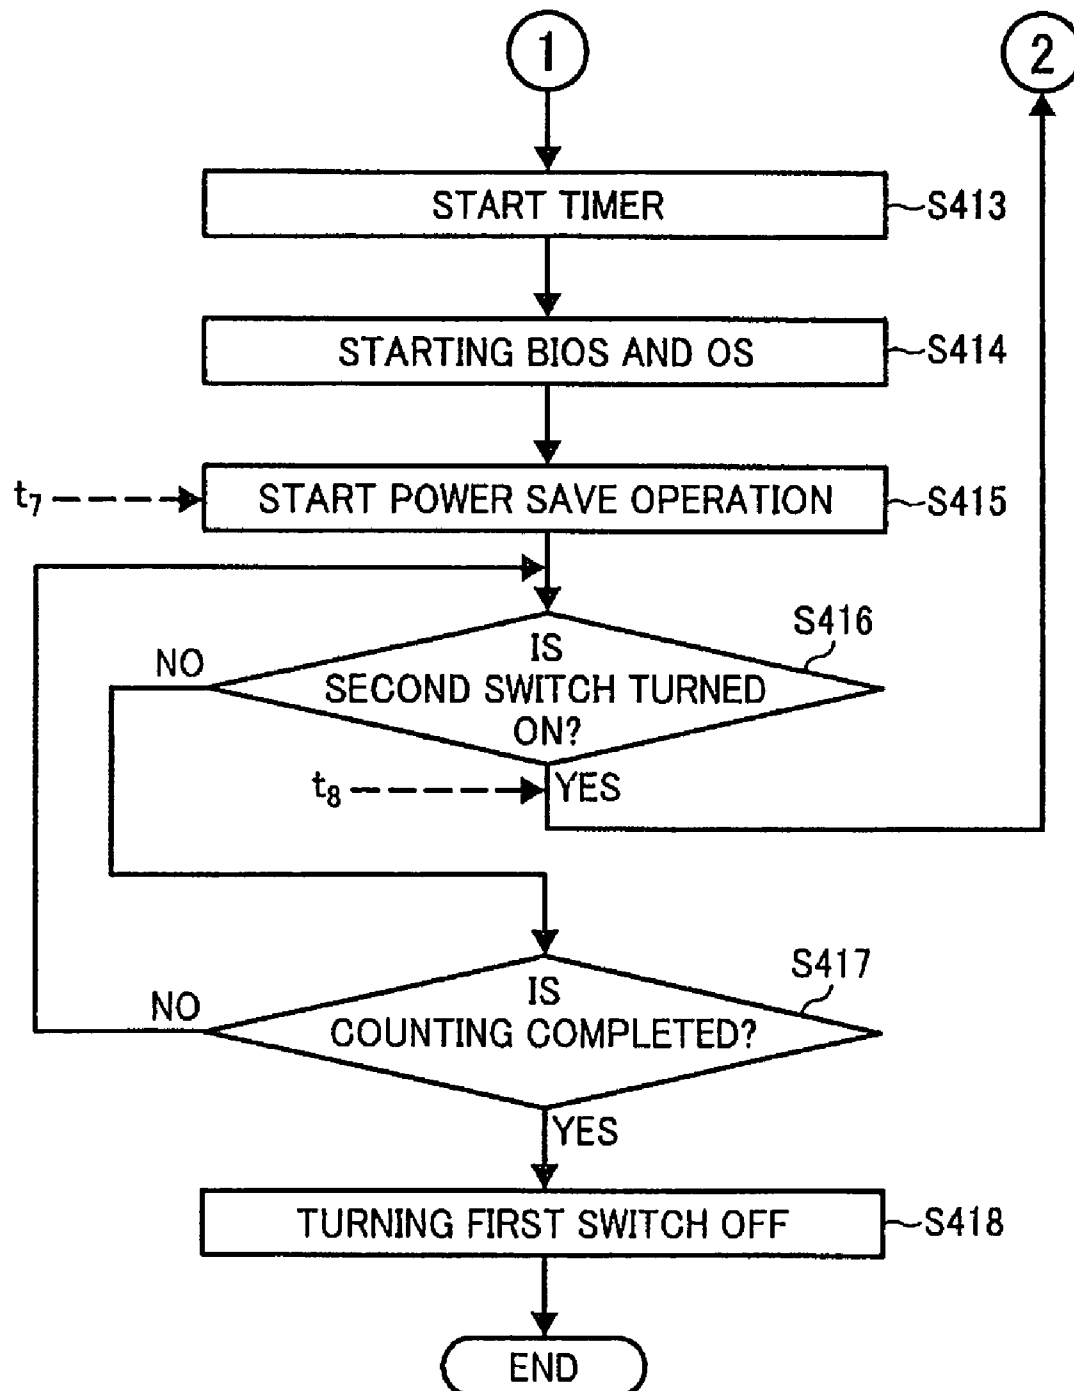 1
2
START TIMER
S413
STARTING BIOS AND OS
S414
t₇
START POWER SAVE OPERATION
S415
S416
NO
IS
SECOND SWITCH TURNED
ON?
t₈
YES
S417
NO
IS
COUNTING COMPLETED?
YES
TURNING FIRST SWITCH OFF
S418
END